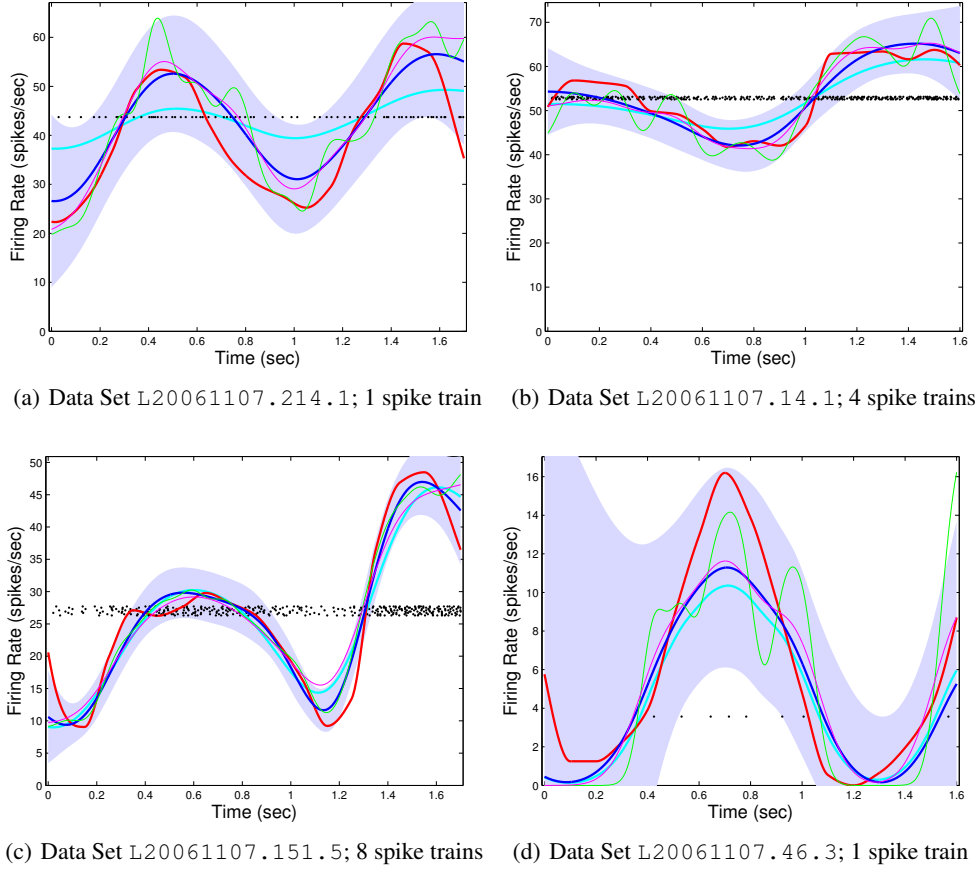 Firing Rate (spikes/sec)
60
50
40
30
20
10
0
0 0.2 0.4 0.6 0.8 1 1.2 1.4 1.6
Time (sec)
(a) Data Set L20061107.214.1; 1 spike train
Firing Rate (spikes/sec)
70
60
50
40
30
20
10
0
0 0.2 0.4 0.6 0.8 1 1.2 1.4 1.6
Time (sec)
(b) Data Set L20061107.14.1; 4 spike trains
Firing Rate (spikes/sec)
50
45
40
35
30
25
20
15
10
5
0
0 0.2 0.4 0.6 0.8 1 1.2 1.4 1.6
Time (sec)
(c) Data Set L20061107.151.5; 8 spike trains
Firing Rate (spikes/sec)
16
14
12
10
8
6
4
2
0
0 0.2 0.4 0.6 0.8 1 1.2 1.4 1.6
Time (sec)
(d) Data Set L20061107.46.3; 1 spike train